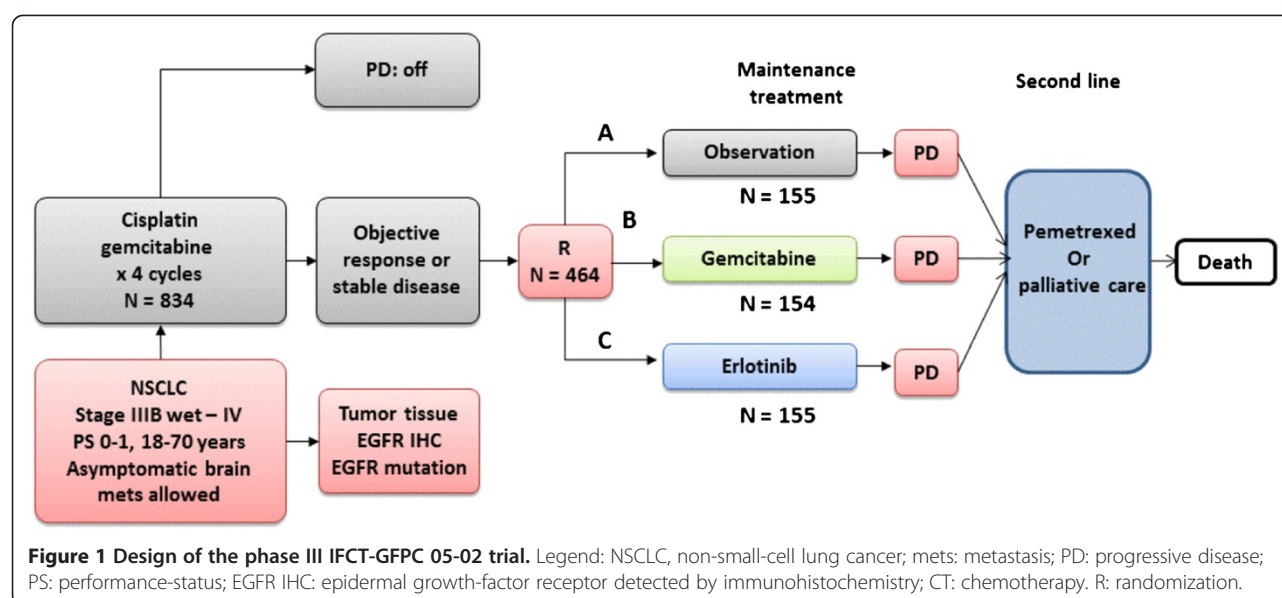 PD: off
Maintenance
treatment
Second line
A
Observation
PD
N = 155
Cisplatin
gemcitabine
x 4 cycles
N = 834
Objective
response or
stable disease
R
N = 464
B
Gemcitabine
PD
N = 154
Pemetrexed
Or
palliative care
Death
C
Erlotinib
PD
N = 155
NSCLC
Stage IIIB wet – IV
PS 0-1, 18-70 years
Asymptomatic brain
mets allowed
Tumor tissue
EGFR IHC
EGFR mutation
Figure 1 Design of the phase III IFCT-GFPC 05-02 trial. Legend: NSCLC, non-small-cell lung cancer; mets: metastasis; PD: progressive disease;
PS: performance-status; EGFR IHC: epidermal growth-factor receptor detected by immunohistochemistry; CT: chemotherapy. R: randomization.